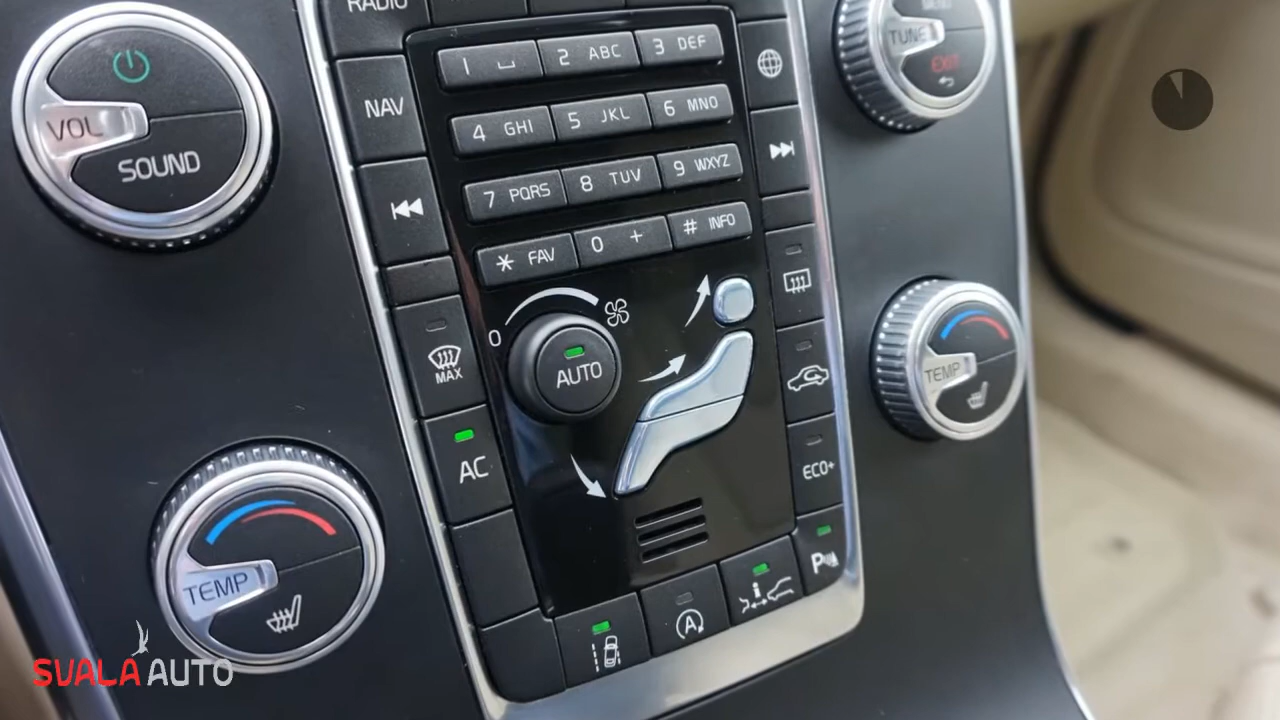 RADIO
VOL
SOUND
NAV
1
2 ABC
3 DEF
4 GHI
5 JKL
6 MNO
7 PQRS
8 TUV
9 WXYZ
* FAV
0 +
# INFO
MENU
TUNE
EXIT
0
AUTO
MAX
AC
ECO+
TEMP
TEMP
P
i
A
SVALA AUTO